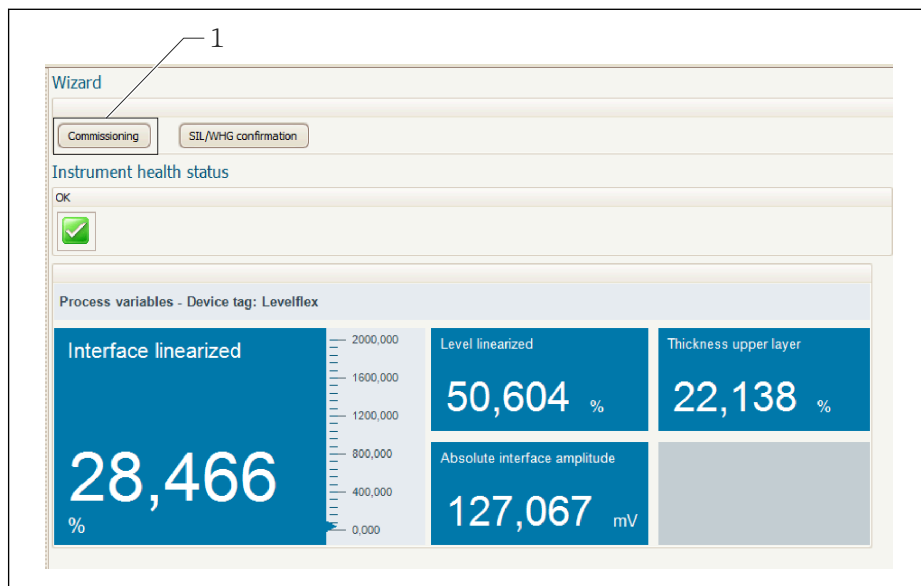 1
Wizard
Commissioning
SIL/WHG confirmation
Instrument health status
OK
Process variables - Device tag: Levelflex
Interface linearized
28,466
%
2000,000
1600,000
1200,000
800,000
400,000
0,000
Level linearized
50,604 %
Thickness upper layer
22,138 %
Absolute interface amplitude
127,067 mV